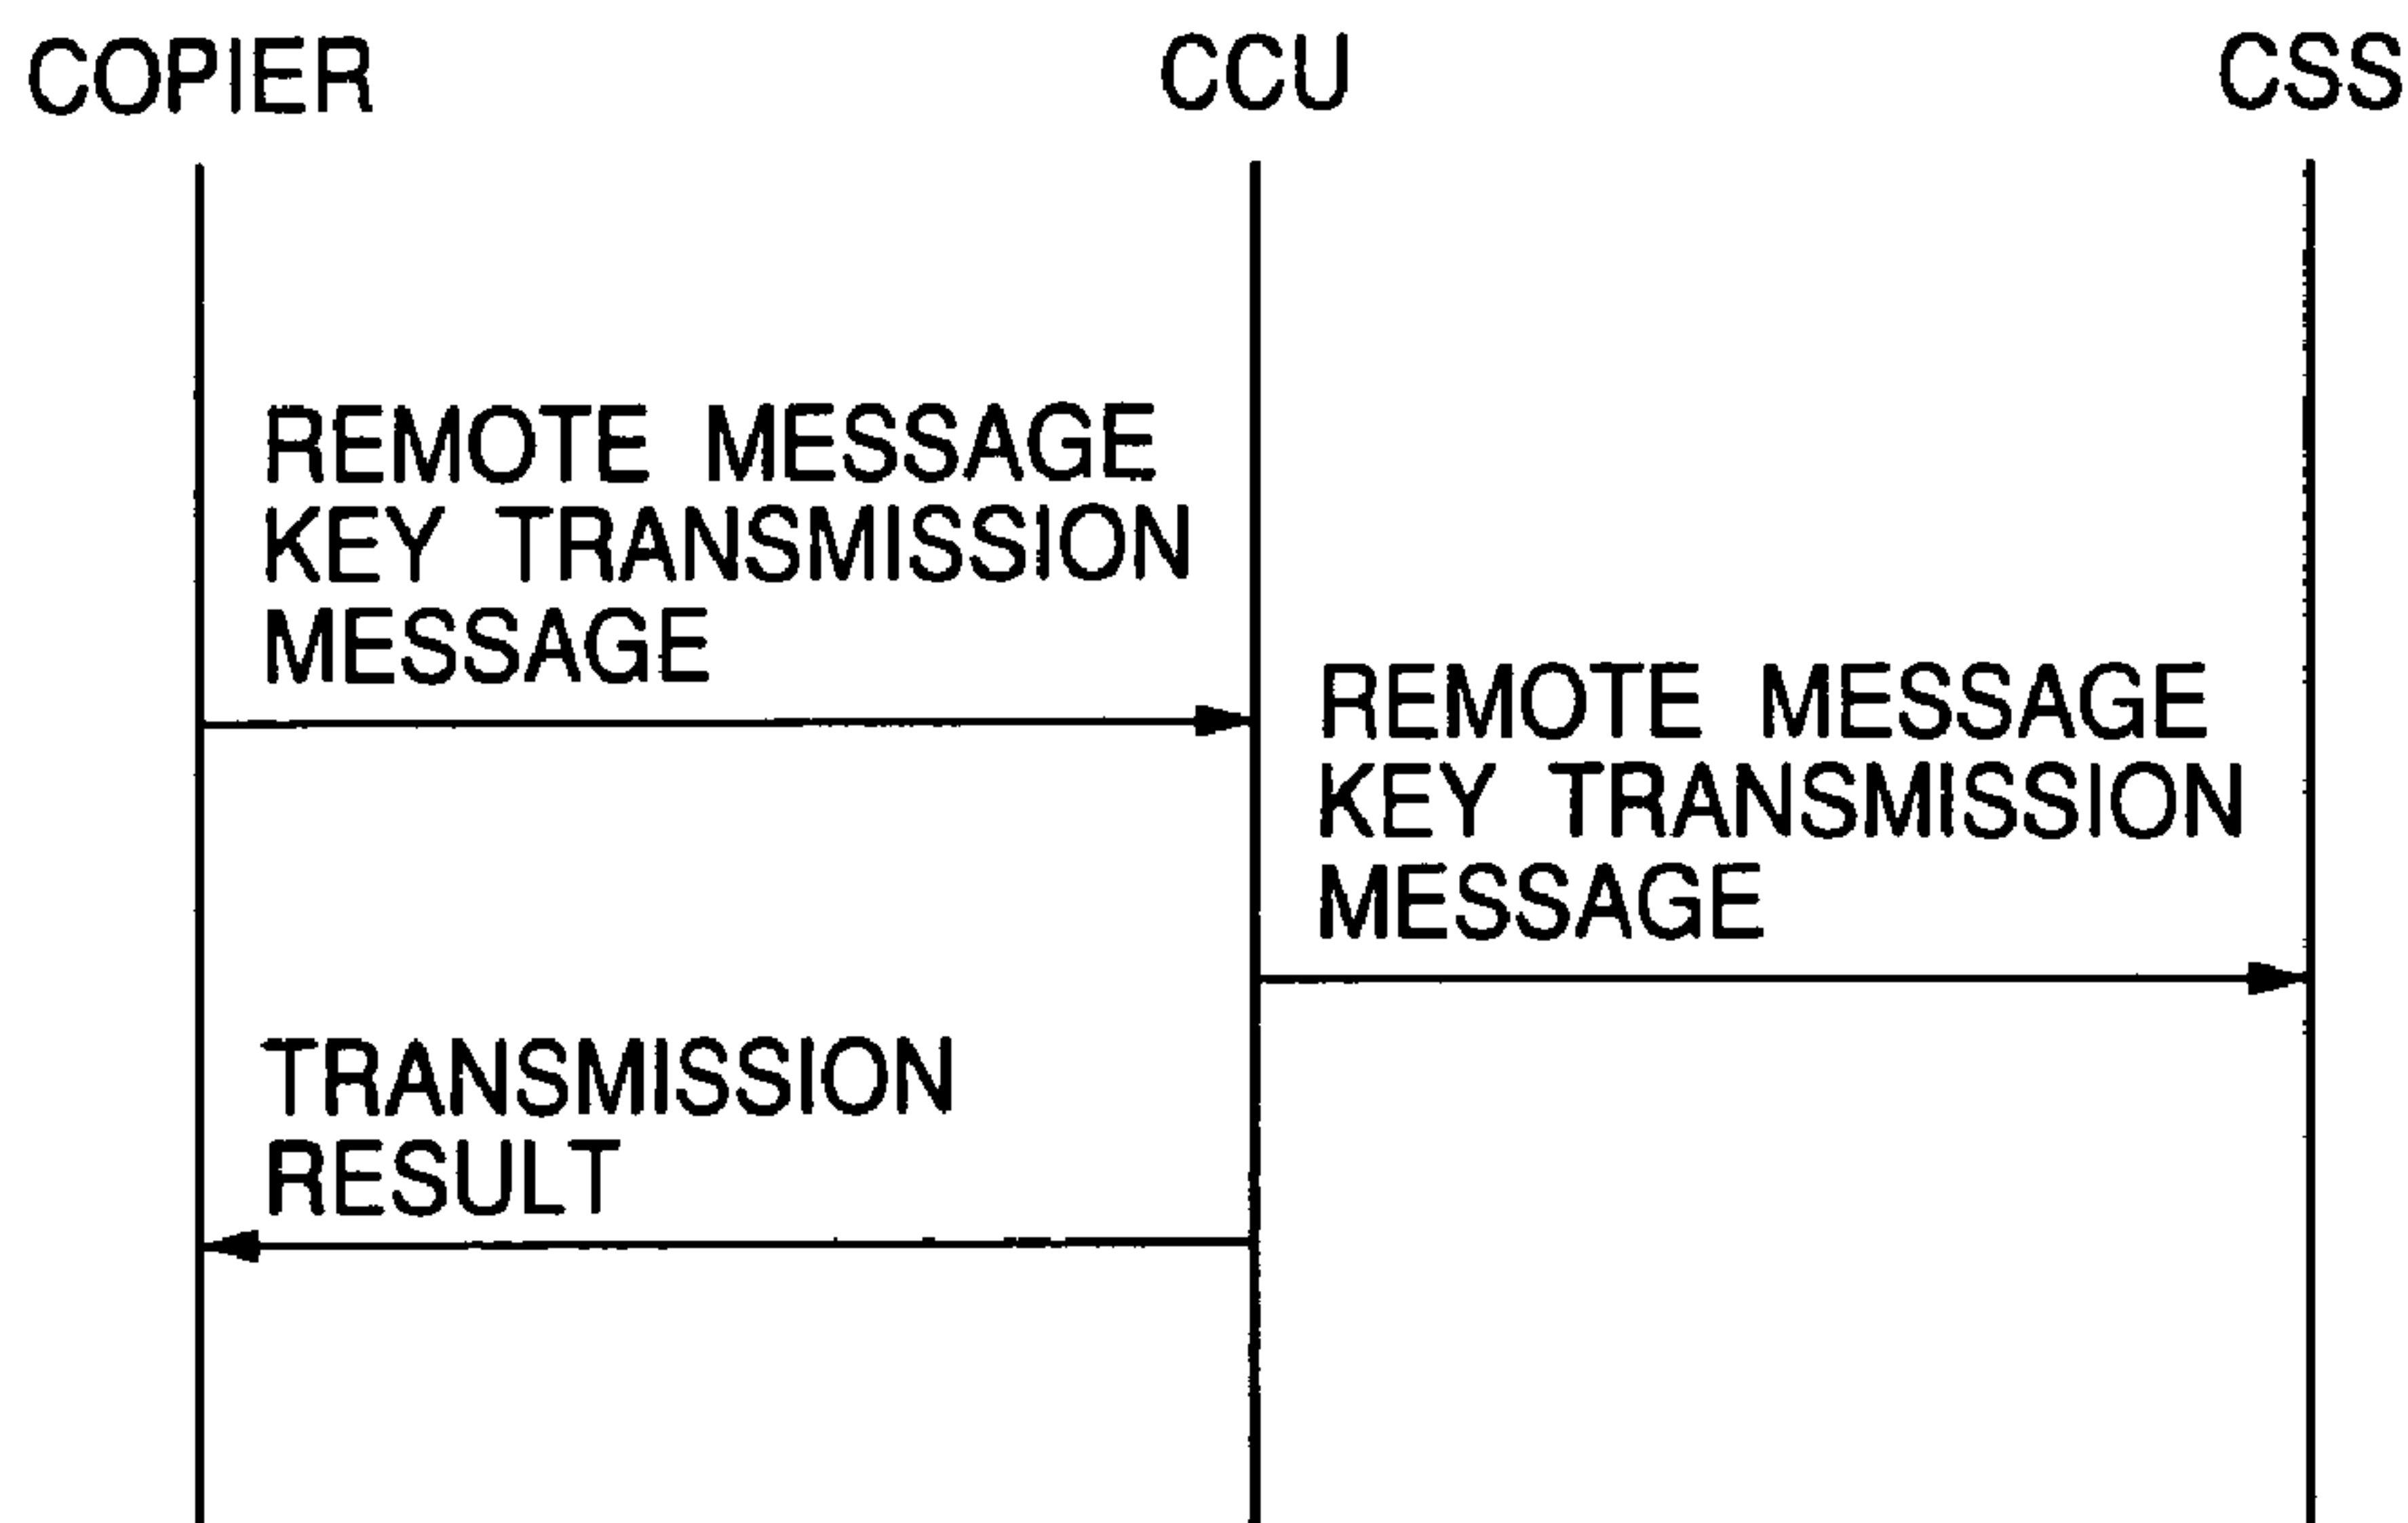 COPIER CCU CSS
REMOTE MESSAGE
KEY TRANSMISSION
MESSAGE
REMOTE MESSAGE
KEY TRANSMISSION
MESSAGE
TRANSMISSION
RESULT